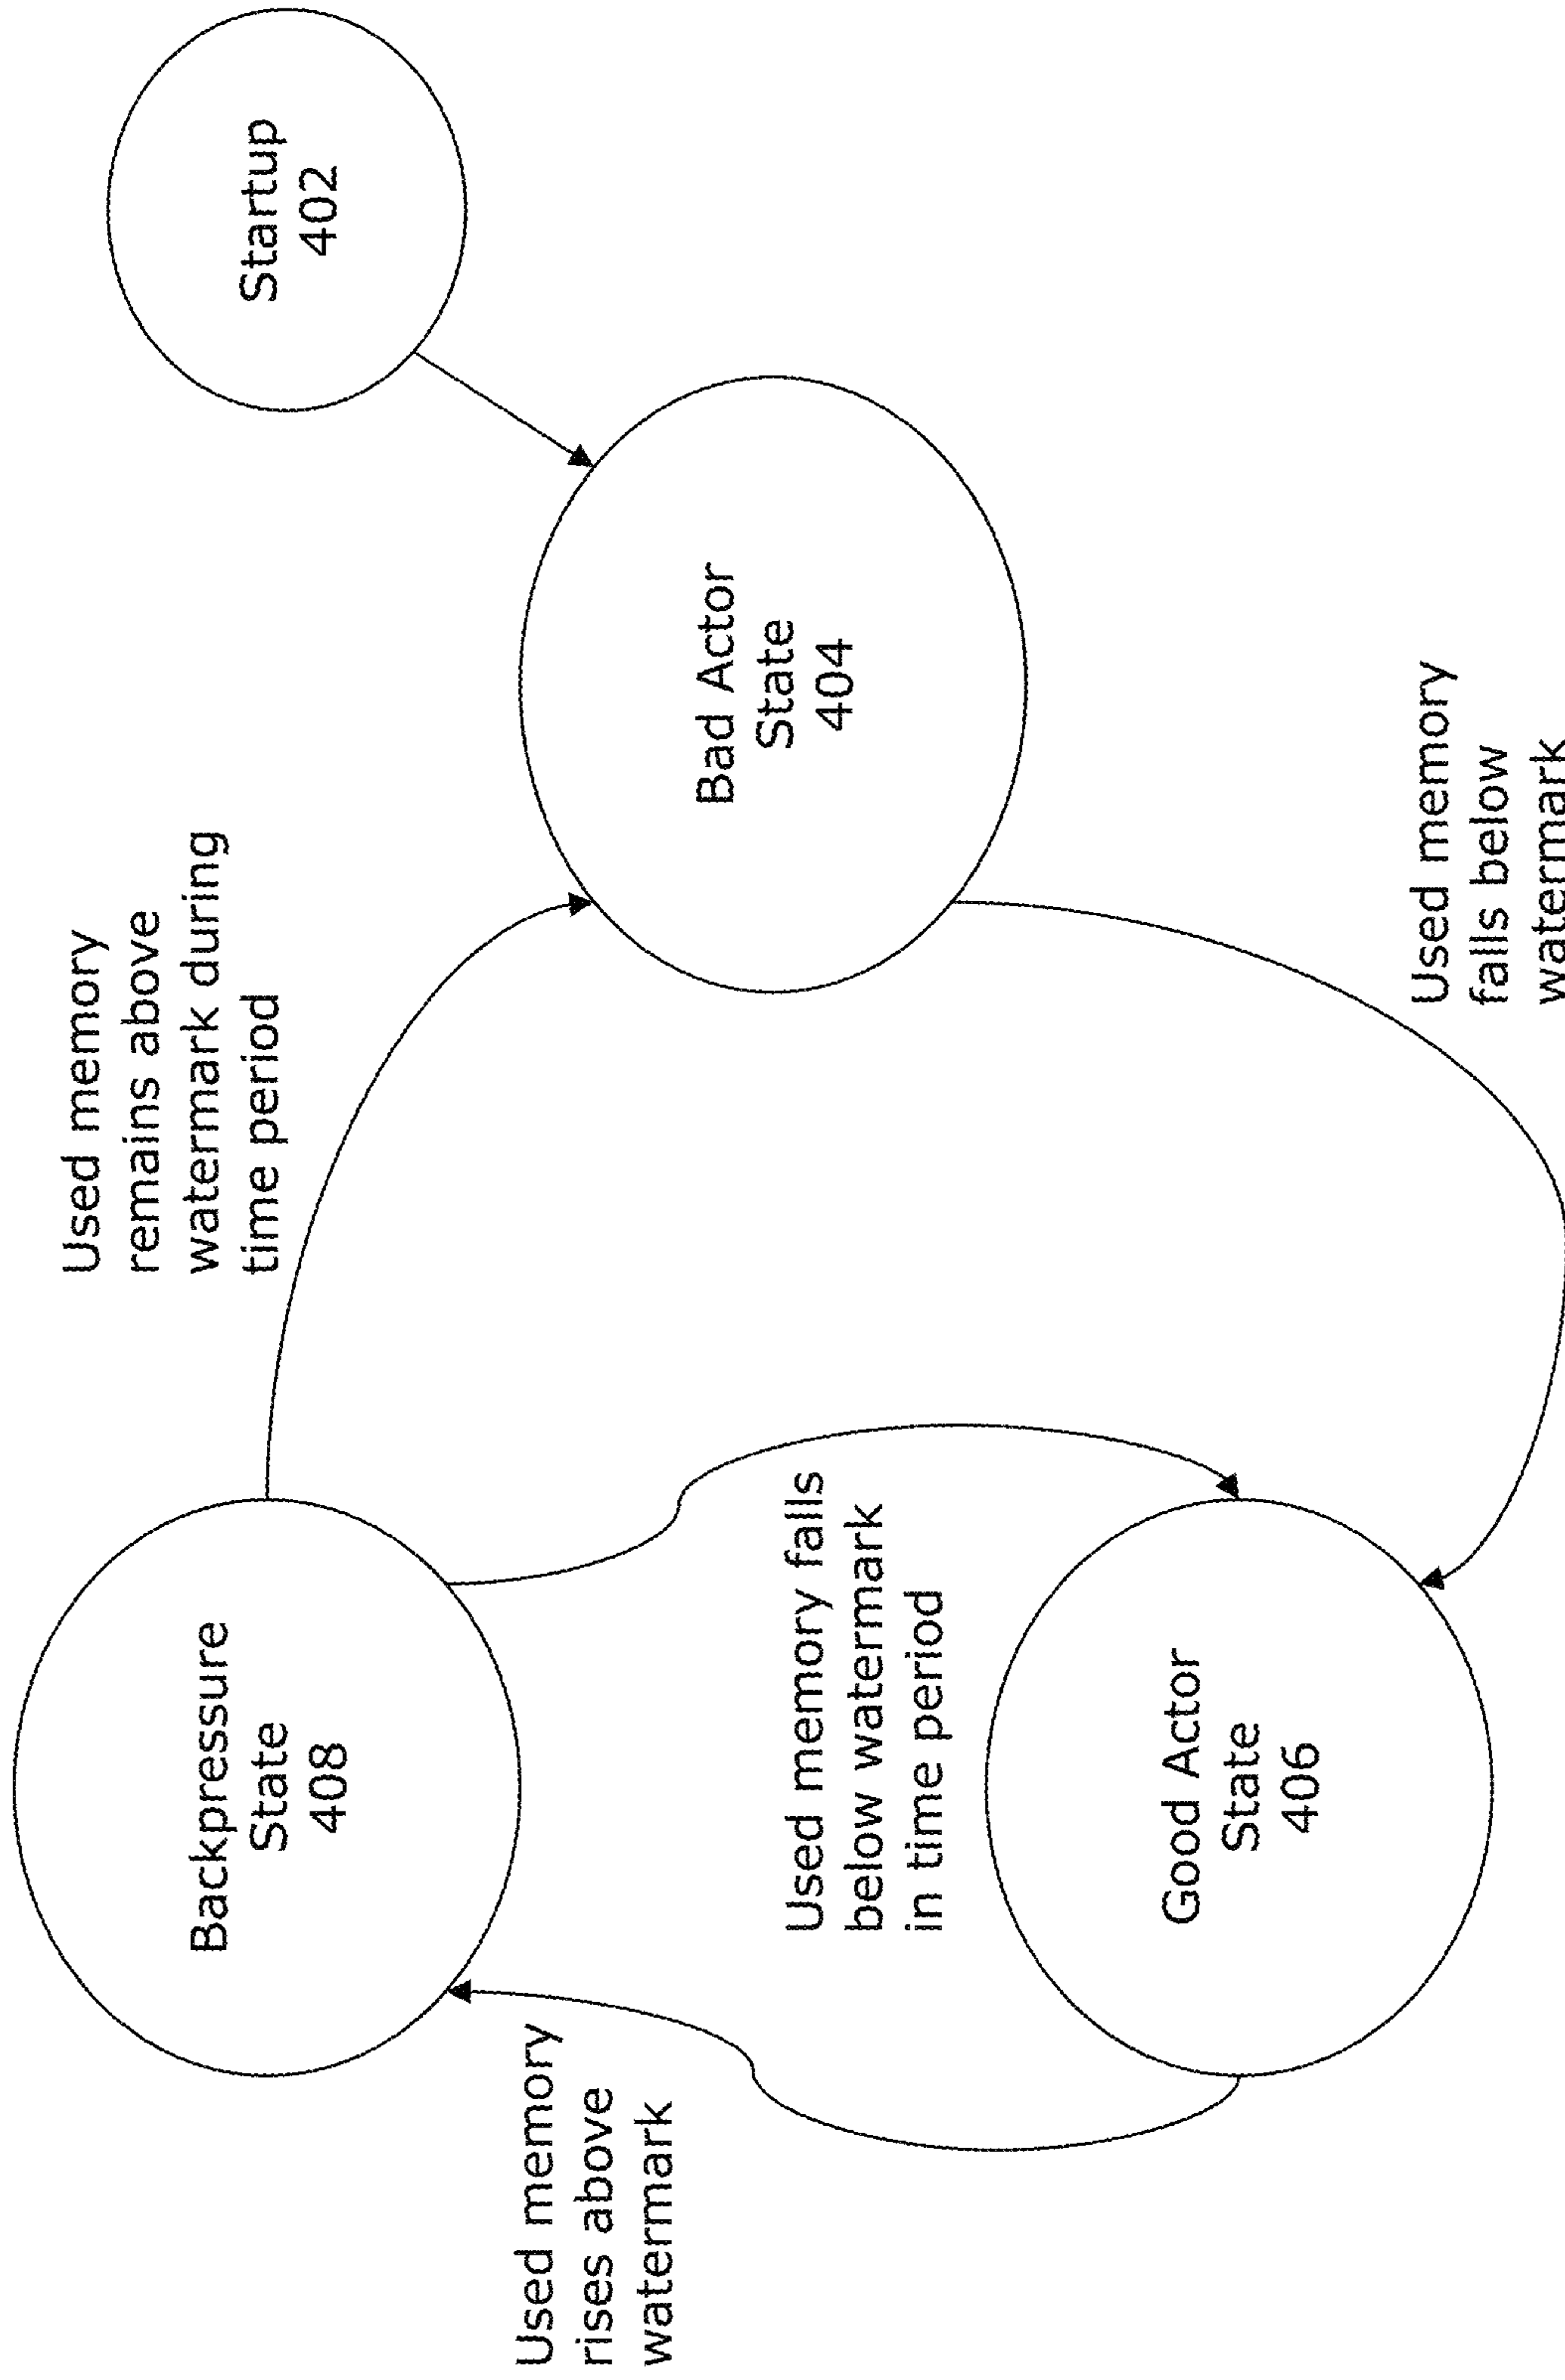 Used memory
remains above
watermark during
time period
Startup
402
Backpressure
State
408
Used memory
rises above
watermark
Bad Actor
State
404
Used memory falls
below watermark
in time period
Good Actor
State
406
Used memory
falls below
watermark